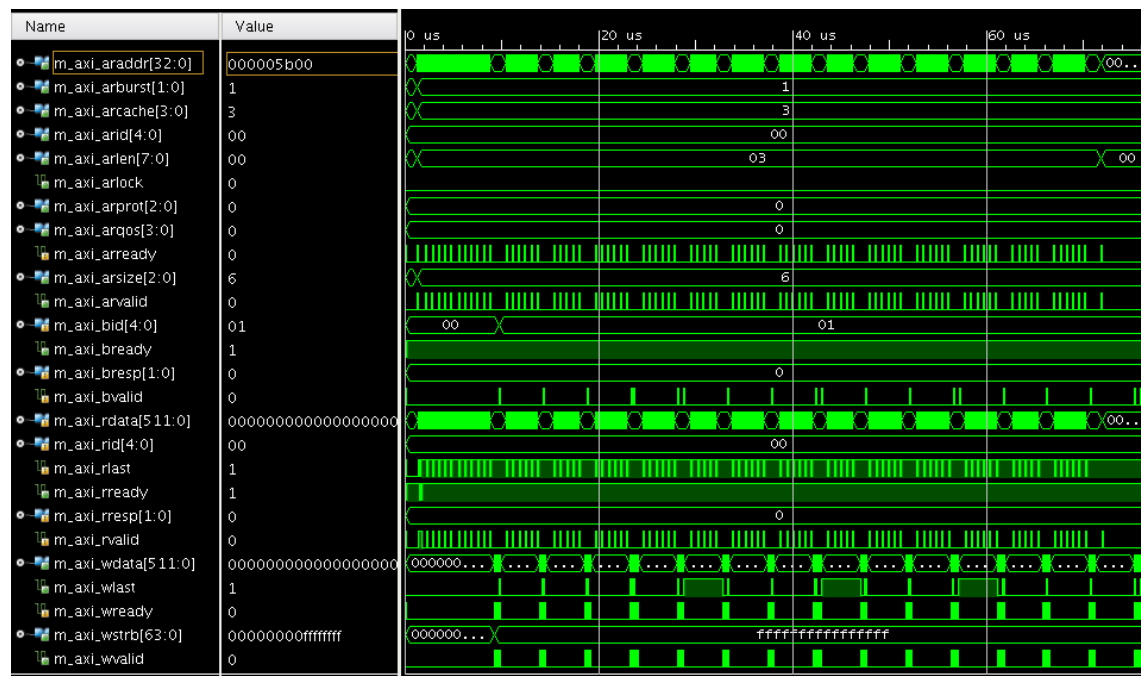 Name Value 0 us 20 us 40 us 60 us
m_axi_araddr[32:0] 000005b00 00...
m_axi_arburst[1:0] 1 1
m_axi_arcache[3:0] 3 3
m_axi_arid[4:0] 00 00
m_axi_arlen[7:0] 00 03 00
m_axi_arlock 0
m_axi_arprot[2:0] 0 0
m_axi_arqos[3:0] 0 0
m_axi_arready 0
m_axi_arsize[2:0] 6 6
m_axi_arvalid 0
m_axi_bid[4:0] 01 00 01
m_axi_bready 1
m_axi_bresp[1:0] 0 0
m_axi_bvalid 0
m_axi_rdata[511:0] 00000000000000000000 00...
m_axi_rid[4:0] 00 00
m_axi_rlast 1
m_axi_rready 1
m_axi_rresp[1:0] 0 0
m_axi_rvalid 0
m_axi_wdata[511:0] 00000000000000000000 000000... ... ... ... ... ... ... ... ... ... ... ... ... ... ...
m_axi_wlast 1
m_axi_wready 0
m_axi_wstrb[63:0] 00000000ffffffff 000000... ffffffffffffffff
m_axi_wvalid 0